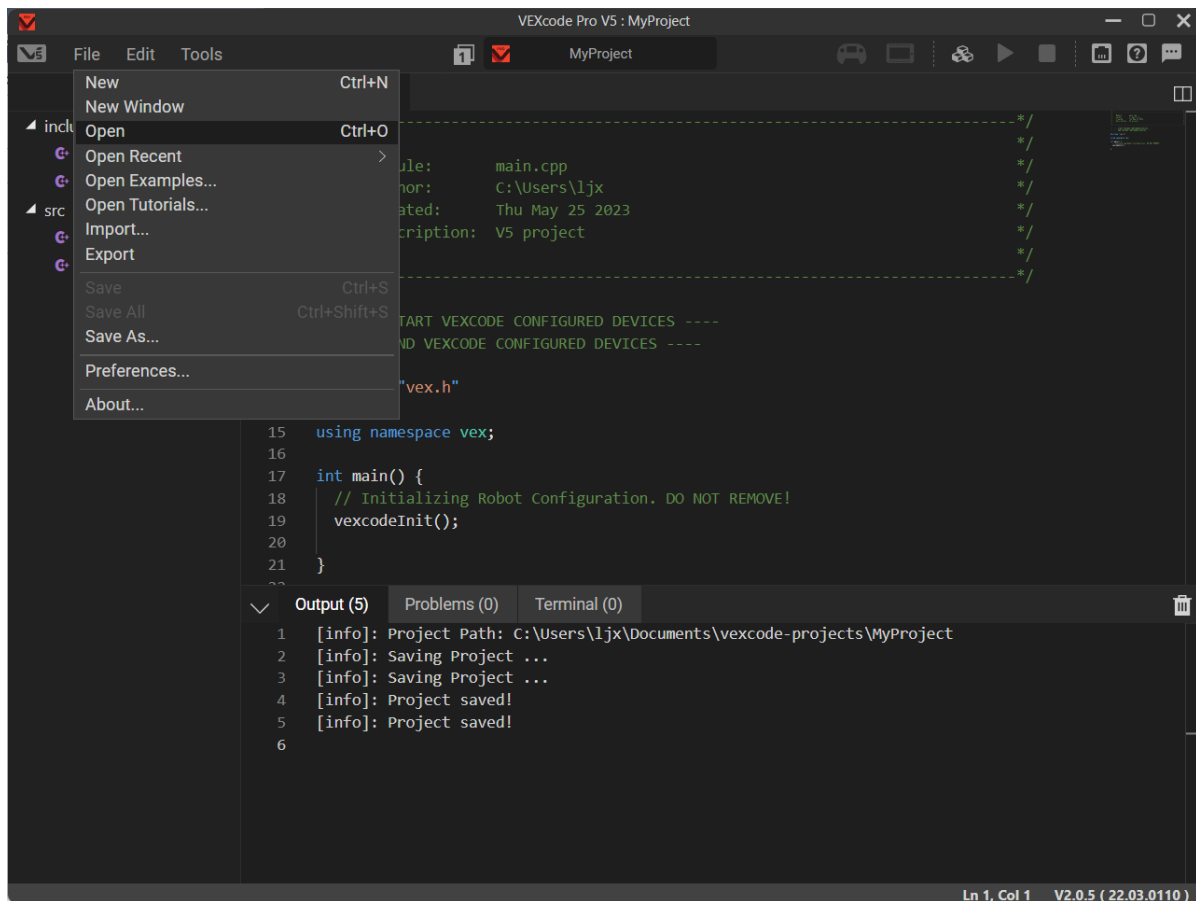 VEXcode Pro V5 : MyProject
V5 File Edit Tools 1 MyProject
New Ctrl+N
New Window
Open Ctrl+O
Open Recent
Open Examples...
Open Tutorials...
Import...
Export
Save Ctrl+S
Save All Ctrl+Shift+S
Save As...
Preferences...
About...
inclu
src
----------------------------------------------------------------------*/
*/
ule: main.cpp */
hor: C:\Users\ljx */
ated: Thu May 25 2023 */
cription: V5 project */
*/
----------------------------------------------------------------------*/
TART VEXCODE CONFIGURED DEVICES ----
ND VEXCODE CONFIGURED DEVICES ----
"vex.h"
15 using namespace vex;
16
17 int main() {
18 // Initializing Robot Configuration. DO NOT REMOVE!
19 vexcodeInit();
20
21 }
Output (5) Problems (0) Terminal (0)
1 [info]: Project Path: C:\Users\ljx\Documents\vexcode-projects\MyProject
2 [info]: Saving Project ...
3 [info]: Saving Project ...
4 [info]: Project saved!
5 [info]: Project saved!
6
Ln 1, Col 1 V2.0.5 ( 22.03.0110 )